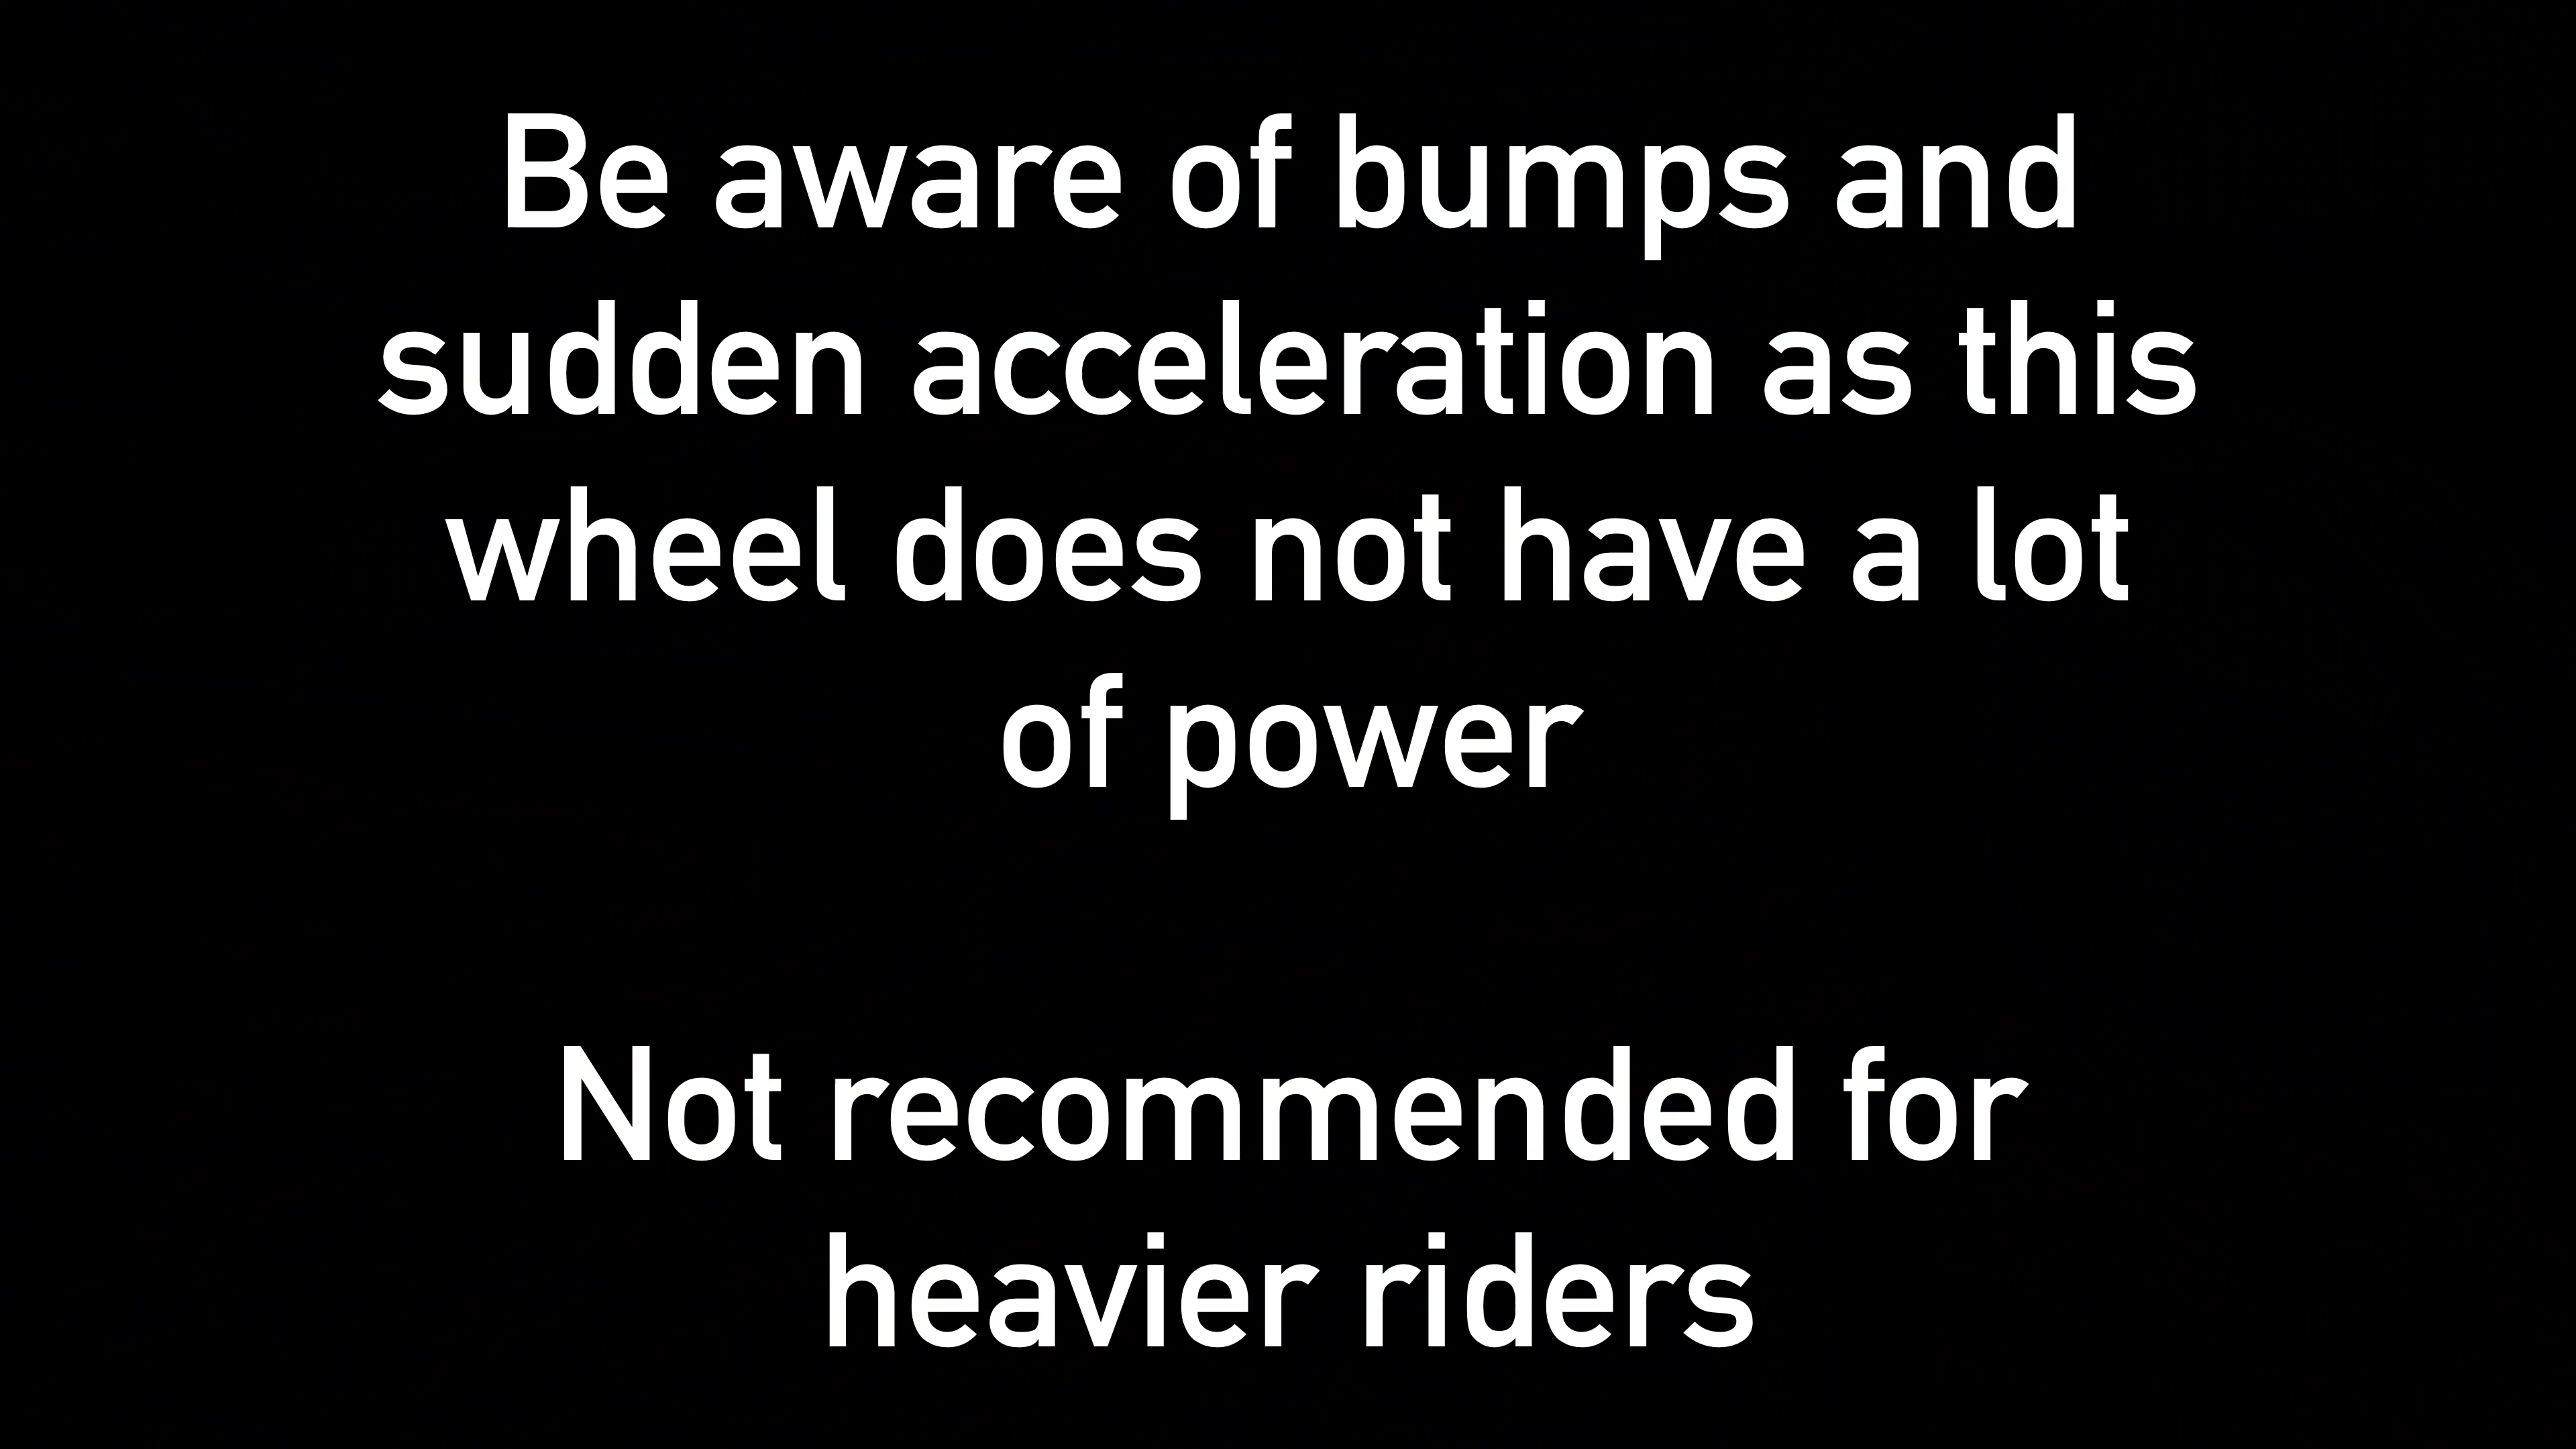 Be aware of bumps and
sudden acceleration as this
wheel does not have a lot
of power
Not recommended for
heavier riders